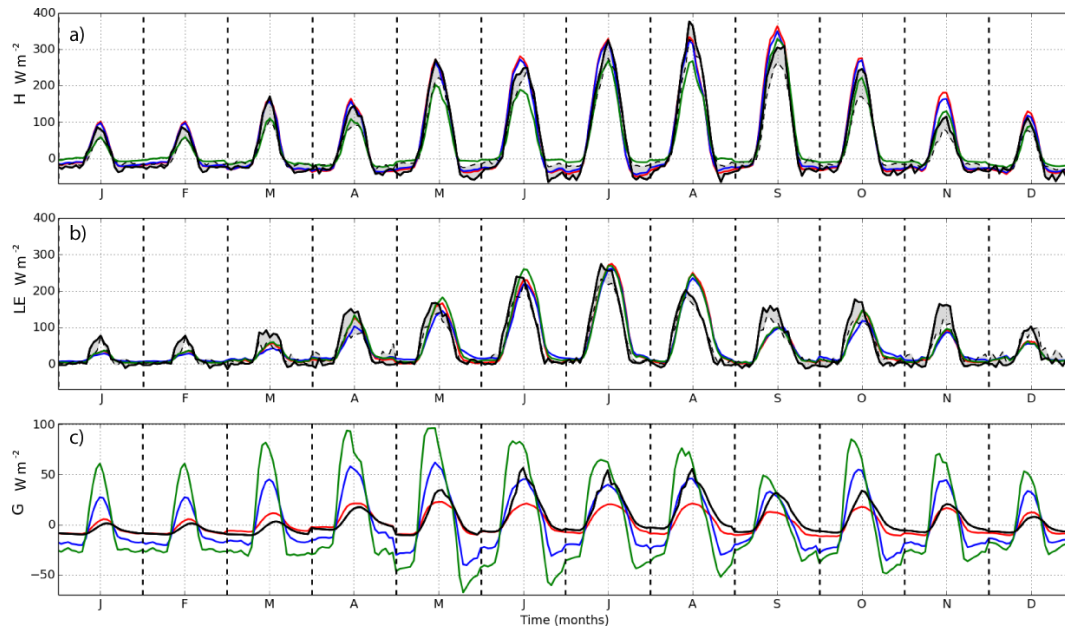 a)
H W m⁻²
400
300
200
100
0
J F M A M J J A S O N D
b)
LE W m⁻²
400
300
200
100
0
J F M A M J J A S O N D
c)
G W m⁻²
100
50
0
−50
J F M A M J J A S O N D
Time (months)